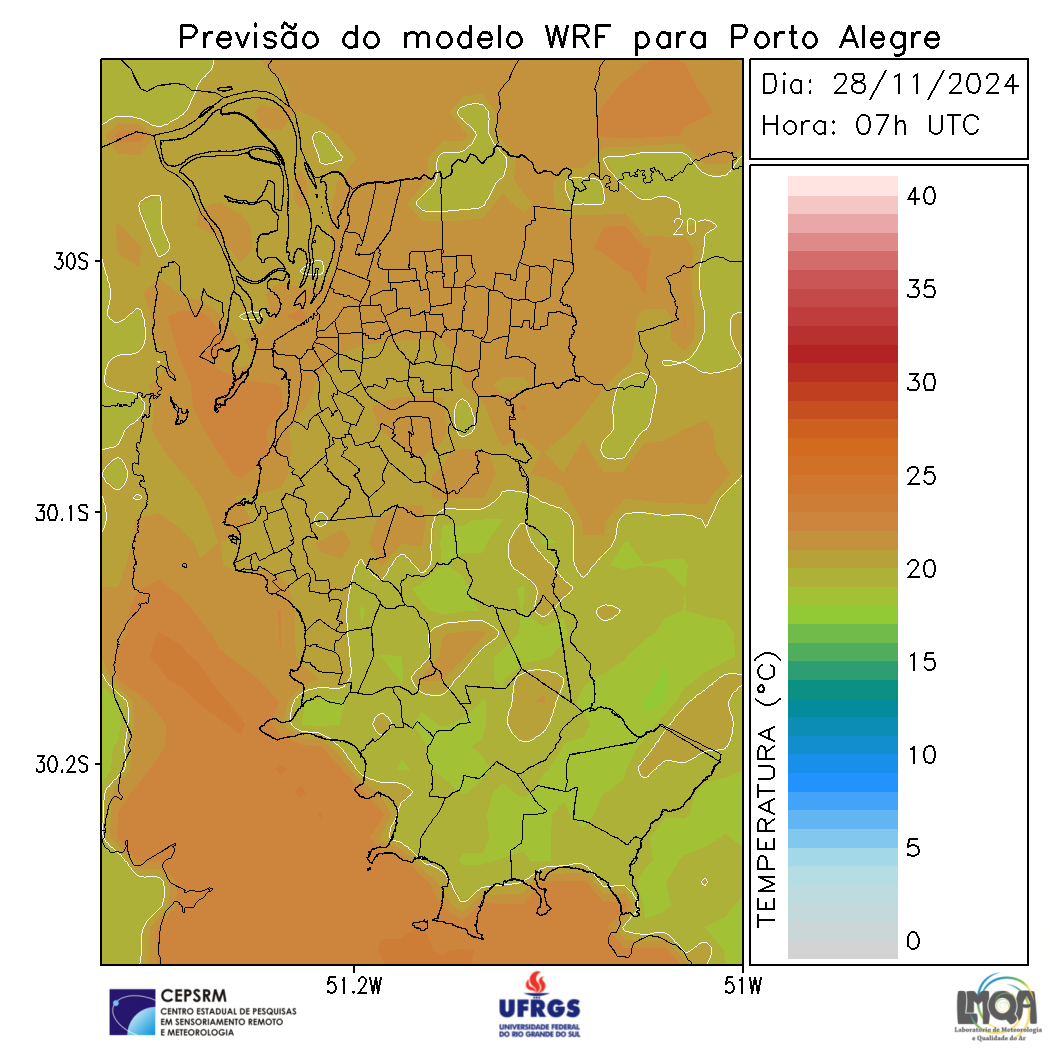 Previsão do modelo WRF para Porto Alegre
Dia: 28/11/2024
Hora: 07h UTC
20
30S
30.1S
30.2S
51.2W
51W
TEMPERATURA (°C)
40
35
30
25
20
15
10
5
0
CEPSRM
CENTRO ESTADUAL DE PESQUISAS
EM SENSORIAMENTO REMOTO
E METEOROLOGIA
UFRGS
UNIVERSIDADE FEDERAL
DO RIO GRANDE DO SUL
LMQA
Laboratório de Meteorologia
e Qualidade do Ar